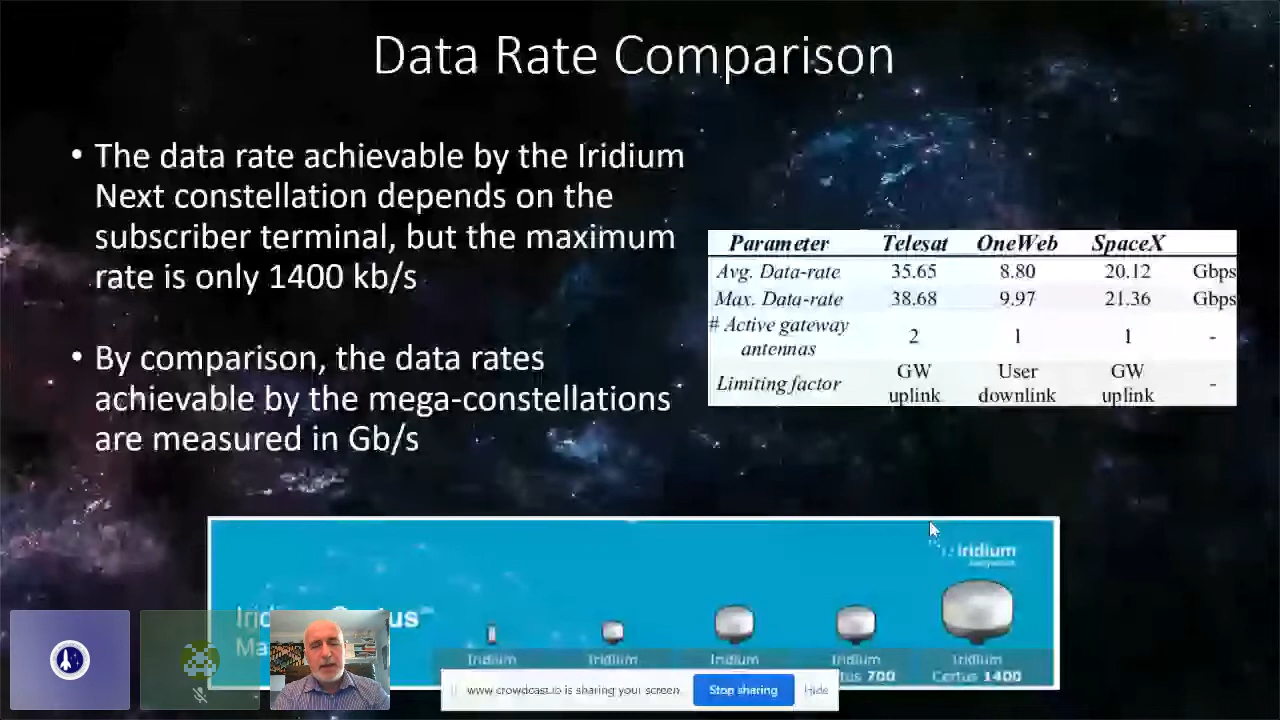 Data Rate Comparison
• The data rate achievable by the Iridium
Next constellation depends on the
subscriber terminal, but the maximum
rate is only 1400 kb/s
• By comparison, the data rates
achievable by the mega-constellations
are measured in Gb/s
Parameter Telesat OneWeb SpaceX
Avg. Data-rate 35.65 8.80 20.12 Gbps
Max. Data-rate 38.68 9.97 21.36 Gbps
# Active gateway
antennas 2 1 1 -
Limiting factor GW uplink User downlink GW uplink -
iridium
Iridium Iridium Iridium Iridium Iridium
700 Certus 1400
www.crowdcast.io is sharing your screen. Stop sharing Hide